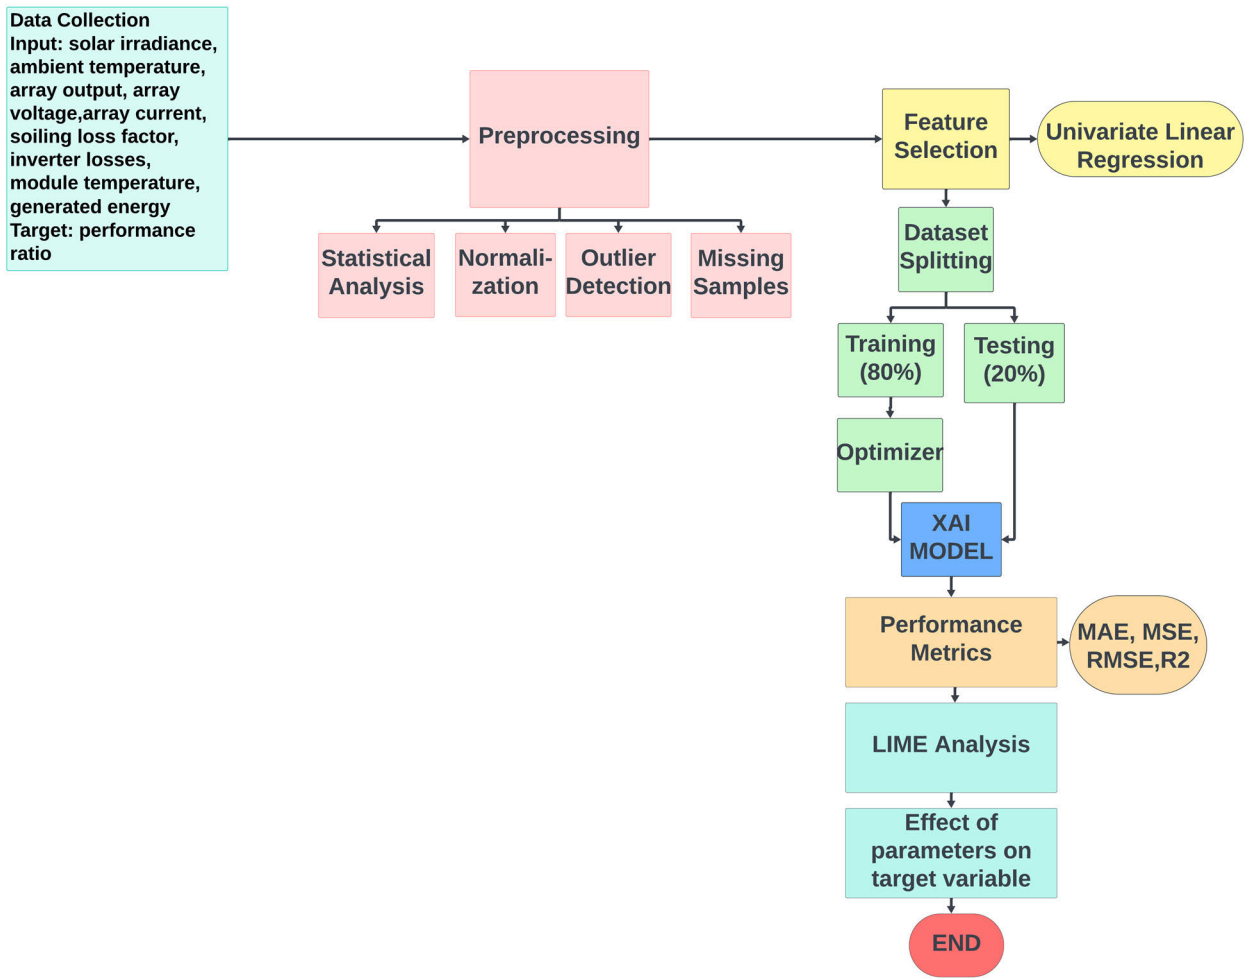 Data Collection
Input: solar irradiance,
ambient temperature,
array output, array
voltage,array current,
soiling loss factor,
inverter losses,
module temperature,
generated energy
Target: performance
ratio
Preprocessing
Statistical
Analysis
Normali-
zation
Outlier
Detection
Missing
Samples
Feature
Selection
Univariate Linear
Regression
Dataset
Splitting
Training
(80%)
Testing
(20%)
Optimizer
XAI
MODEL
Performance
Metrics
MAE, MSE,
RMSE,R2
LIME Analysis
Effect of
parameters on
target variable
END